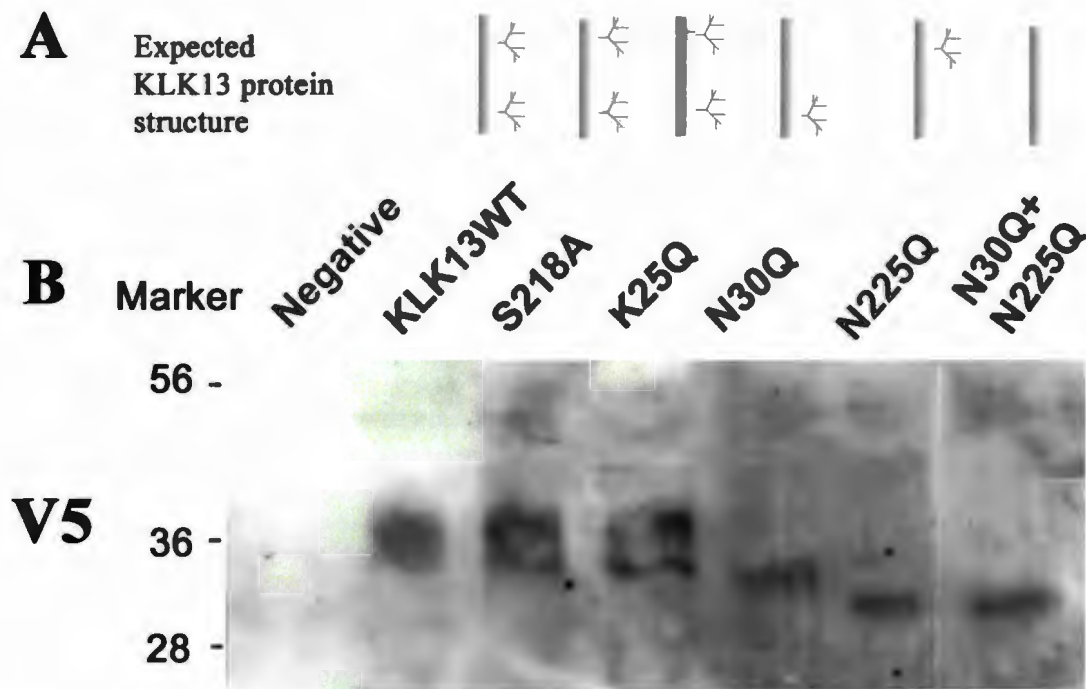 A
Expected
KLK13 protein
structure
B
Marker
Negative
KLK13WT
S218A
K25Q
N30Q
N225Q
N30Q+
N225Q
56 -
V5
36 -
28 -